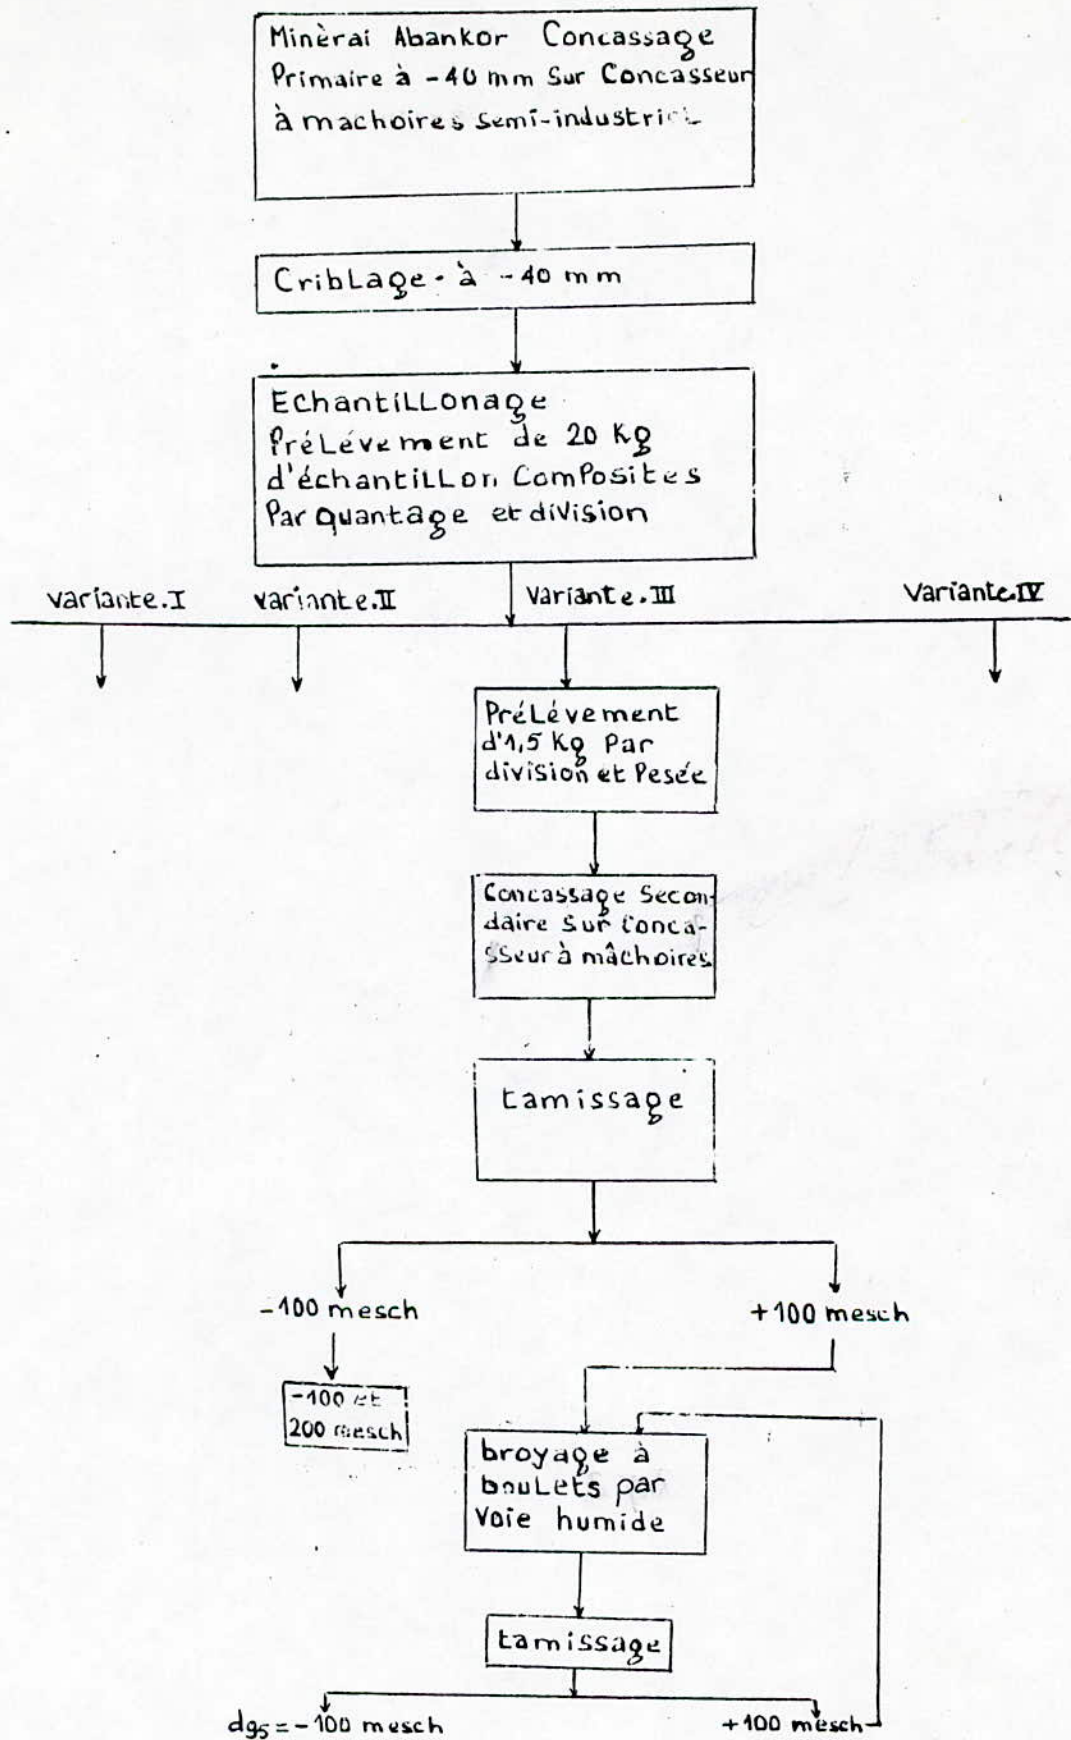 Minèrai Abankor Concassage
Primaire à -40 mm Sur Concasseur
à machoires semi-industriel
Criblage à -40 mm
Echantillonage
Prélévement de 20 Kg
d'échantillon Composites
Par quantage et division
variante.I variante.II variante.III variante.IV
Prélévement
d'1,5 Kg Par
division et Pesée
Concassage Secon-
daire Sur Conca-
sseur à mâchoires
tamissage
-100 mesch +100 mesch
-100 et
200 mesch
broyage à
boulets par
Voie humide
tamissage
dg5 = -100 mesch +100 mesch